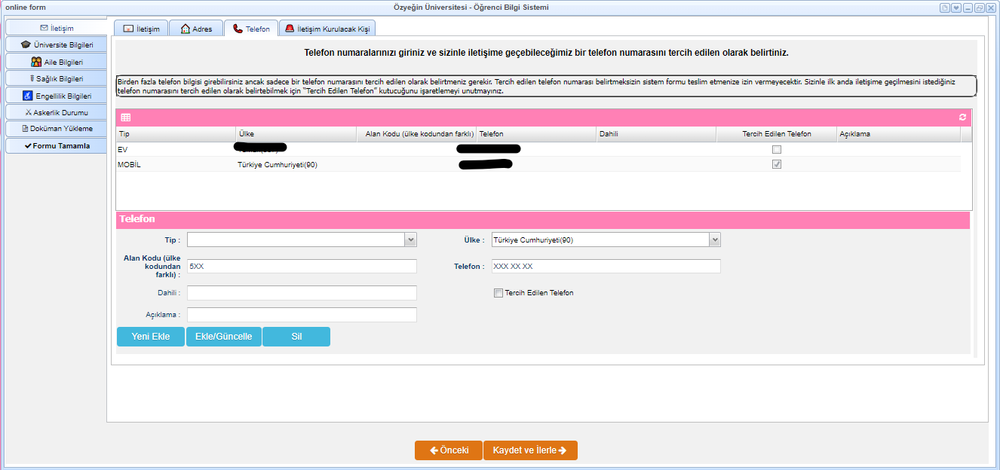 online form
Özyeğin Üniversitesi - Öğrenci Bilgi Sistemi
İletişim
Üniversite Bilgileri
Aile Bilgileri
Sağlık Bilgileri
Engellilik Bilgileri
Askerlik Durumu
Doküman Yükleme
Formu Tamamla
İletişim Adres Telefon İletişim Kurulacak Kişi
Telefon numaralarınızı giriniz ve sizinle iletişime geçebileceğimiz bir telefon numarasını tercih edilen olarak belirtiniz.
Birden fazla telefon bilgisi girebilirsiniz ancak sadece bir telefon numarasını tercih edilen olarak belirtmeniz gerekir. Tercih edilen telefon numarası belirtmeksizin sistem formu teslim etmenize izin vermeyecektir. Sizinle ilk anda iletişime geçilmesini istediğiniz
telefon numarasını tercih edilen olarak belirtebilmek için "Tercih Edilen Telefon" kutucuğunu işaretlemeyi unutmayınız.
Tip Ülke Alan Kodu (ülke kodundan farklı) Telefon Dahili Tercih Edilen Telefon Açıklama
EV
MOBİL Türkiye Cumhuriyeti(90)
Telefon
Tip : Ülke : Türkiye Cumhuriyeti(90)
Alan Kodu (ülke
kodundan
farklı) : 5XX Telefon : XXX XX XX
Dahili : Tercih Edilen Telefon
Açıklama :
Yeni Ekle Ekle/Güncelle Sil
Önceki Kaydet ve İlerle